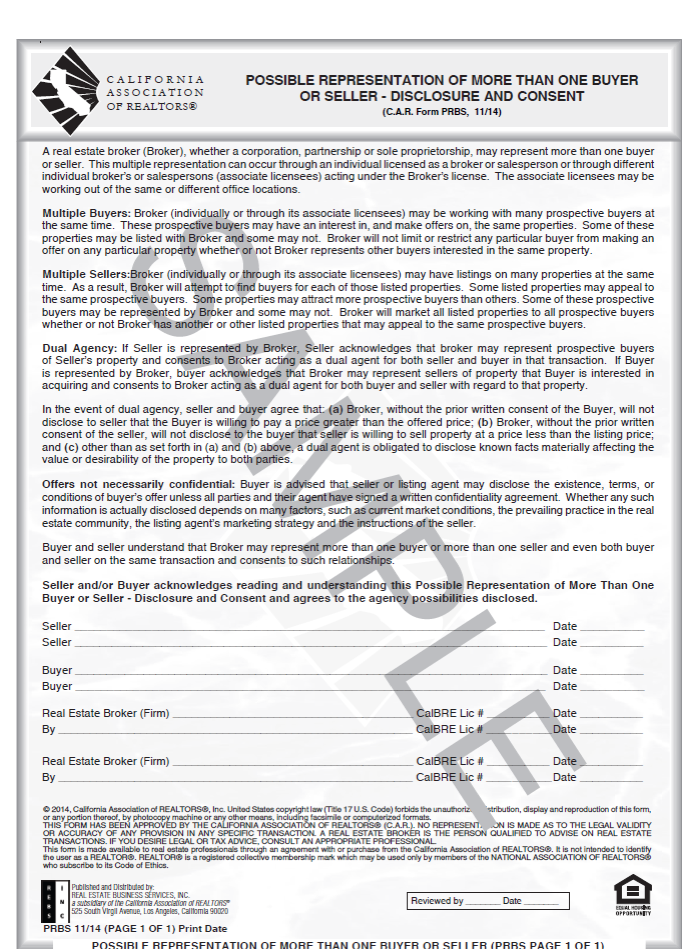 CALIFORNIA
ASSOCIATION
OF REALTORS®
POSSIBLE REPRESENTATION OF MORE THAN ONE BUYER
OR SELLER - DISCLOSURE AND CONSENT
(C.A.R. Form PRBS, 11/14)
A real estate broker (Broker), whether a corporation, partnership or sole proprietorship, may represent more than one buyer
or seller. This multiple representation can occur through an individual licensed as a broker or salesperson or through different
individual broker's or salespersons (associate licensees) acting under the Broker's license. The associate licensees may be
working out of the same or different office locations.
Multiple Buyers: Broker (individually or through its associate licensees) may be working with many prospective buyers at
the same time. These prospective buyers may have an interest in, and make offers on, the same properties. Some of these
properties may be listed with Broker and some may not. Broker will not limit or restrict any particular buyer from making an
offer on any particular property whether or not Broker represents other buyers interested in the same property.
Multiple Sellers:Broker (individually or through its associate licensees) may have listings on many properties at the same
time. As a result, Broker will attempt to find buyers for each of those listed properties. Some listed properties may appeal to
the same prospective buyers. Some properties may attract more prospective buyers than others. Some of these prospective
buyers may be represented by Broker and some may not. Broker will market all listed properties to all prospective buyers
whether or not Broker has another or other listed properties that may appeal to the same prospective buyers.
Dual Agency: If Seller is represented by Broker, Seller acknowledges that broker may represent prospective buyers
of Seller's property and consents to Broker acting as a dual agent for both seller and buyer in that transaction. If Buyer
is represented by Broker, buyer acknowledges that Broker may represent sellers of property that Buyer is interested in
acquiring and consents to Broker acting as a dual agent for both buyer and seller with regard to that property.
In the event of dual agency, seller and buyer agree that: (a) Broker, without the prior written consent of the Buyer, will not
disclose to seller that the Buyer is willing to pay a price greater than the offered price; (b) Broker, without the prior written
consent of the seller, will not disclose to the buyer that seller is willing to sell property at a price less than the listing price;
and (c) other than as set forth in (a) and (b) above, a dual agent is obligated to disclose known facts materially affecting the
value or desirability of the property to both parties.
Offers not necessarily confidential: Buyer is advised that seller or listing agent may disclose the existence, terms, or
conditions of buyer's offer unless all parties and their agent have signed a written confidentiality agreement. Whether any such
information is actually disclosed depends on many factors, such as current market conditions, the prevailing practice in the real
estate community, the listing agent's marketing strategy and the instructions of the seller.
Buyer and seller understand that Broker may represent more than one buyer or more than one seller and even both buyer
and seller on the same transaction and consents to such relationships.
Seller and/or Buyer acknowledges reading and understanding this Possible Representation of More Than One
Buyer or Seller - Disclosure and Consent and agrees to the agency possibilities disclosed.
Seller Date
Seller Date
Buyer Date
Buyer Date
Real Estate Broker (Firm) CalBRE Lic # Date
By CalBRE Lic # Date
Real Estate Broker (Firm) CalBRE Lic # Date
By CalBRE Lic # Date
SAMPLE
© 2014, California Association of REALTORS®, Inc. United States copyright law (Title 17 U.S. Code) forbids the distribution, display and reproduction of this form,
or any portion thereof, by photocopy machine or any other means, including facsimile or computerized formats.
THIS FORM HAS BEEN APPROVED BY THE CALIFORNIA ASSOCIATION OF REALTORS® (C.A.R.). NO REPRESENTATION IS MADE AS TO THE LEGAL VALIDITY
OR ACCURACY OF ANY PROVISION IN ANY SPECIFIC TRANSACTION. A REAL ESTATE BROKER IS THE PERSON QUALIFIED TO ADVISE ON REAL ESTATE
TRANSACTIONS. IF YOU DESIRE LEGAL OR TAX ADVICE, CONSULT AN APPROPRIATE PROFESSIONAL.
This form is made available to real estate professionals through an agreement with or purchase from the California Association of REALTORS®. It is not intended to identify
the user as a REALTOR®. REALTOR® is a registered collective membership mark which may be used only by members of the NATIONAL ASSOCIATION OF REALTORS®
who subscribe to its Code of Ethics.
REBS
INC
Published and Distributed by:
REAL ESTATE BUSINESS SERVICES, INC.
a subsidiary of the California Association of REALTORS®
525 South Virgil Avenue, Los Angeles, California 90020
Reviewed by Date
EQUAL HOUSING
OPPORTUNITY
PRBS 11/14 (PAGE 1 OF 1) Print Date
POSSIBLE REPRESENTATION OF MORE THAN ONE BUYER OR SELLER (PRBS PAGE 1 OF 1)